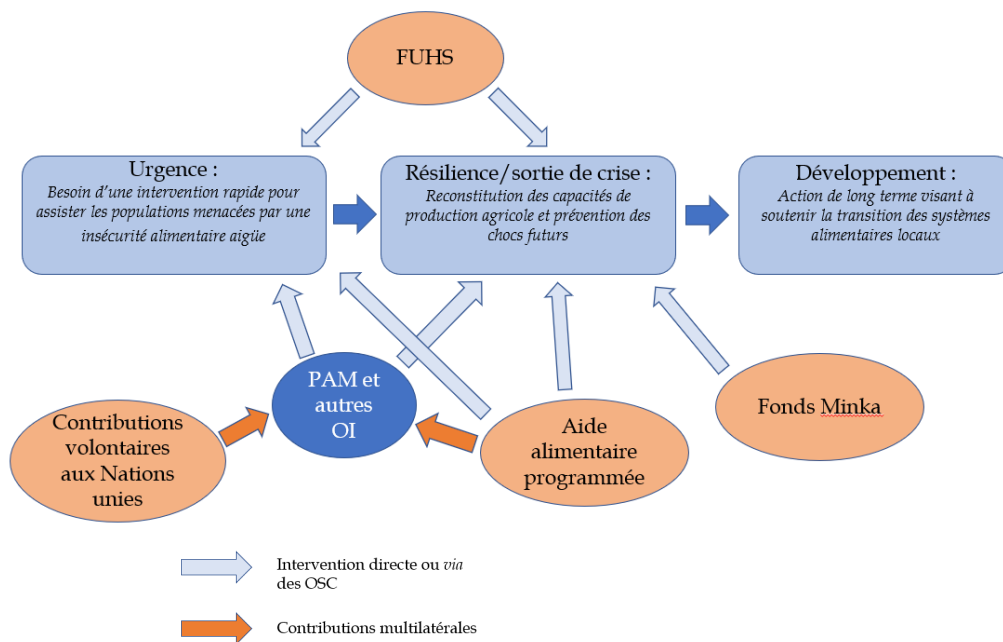 FUHS
Urgence :
Besoin d’une intervention rapide pour
assister les populations menacées par une
insécurité alimentaire aigüe
Résilience/sortie de crise :
Reconstitution des capacités de
production agricole et prévention des
chocs futurs
Développement :
Action de long terme visant à
soutenir la transition des systèmes
alimentaires locaux
Contributions
volontaires
aux Nations
unies
PAM et
autres
OI
Aide
alimentaire
programmée
Fonds Minka
Intervention directe ou via
des OSC
Contributions multilatérales